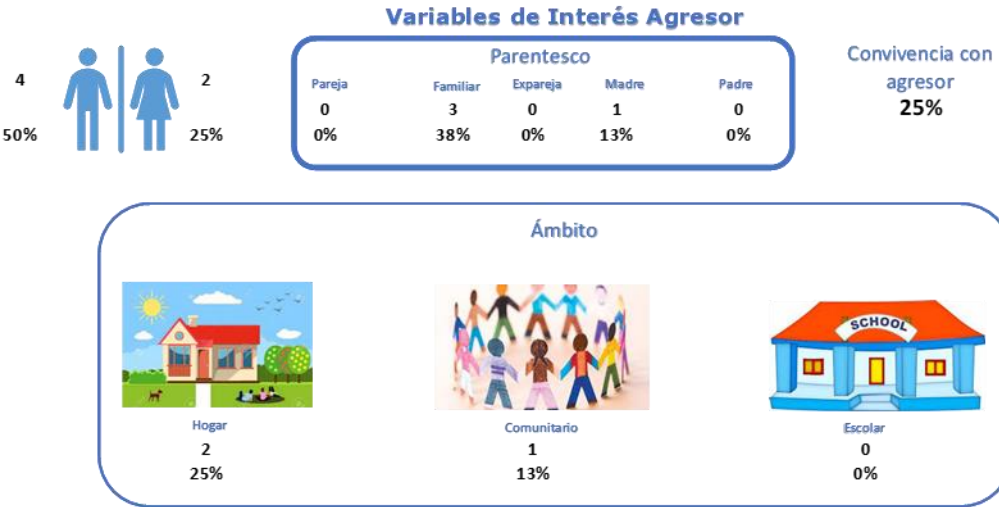 Variables de Interés Agresor
4
50%
2
25%
Parentesco
Pareja Familiar Expareja Madre Padre
0 3 0 1 0
0% 38% 0% 13% 0%
Convivencia con
agresor
25%
Ámbito
SCHOOL
Hogar Comunitario Escolar
2 1 0
25% 13% 0%